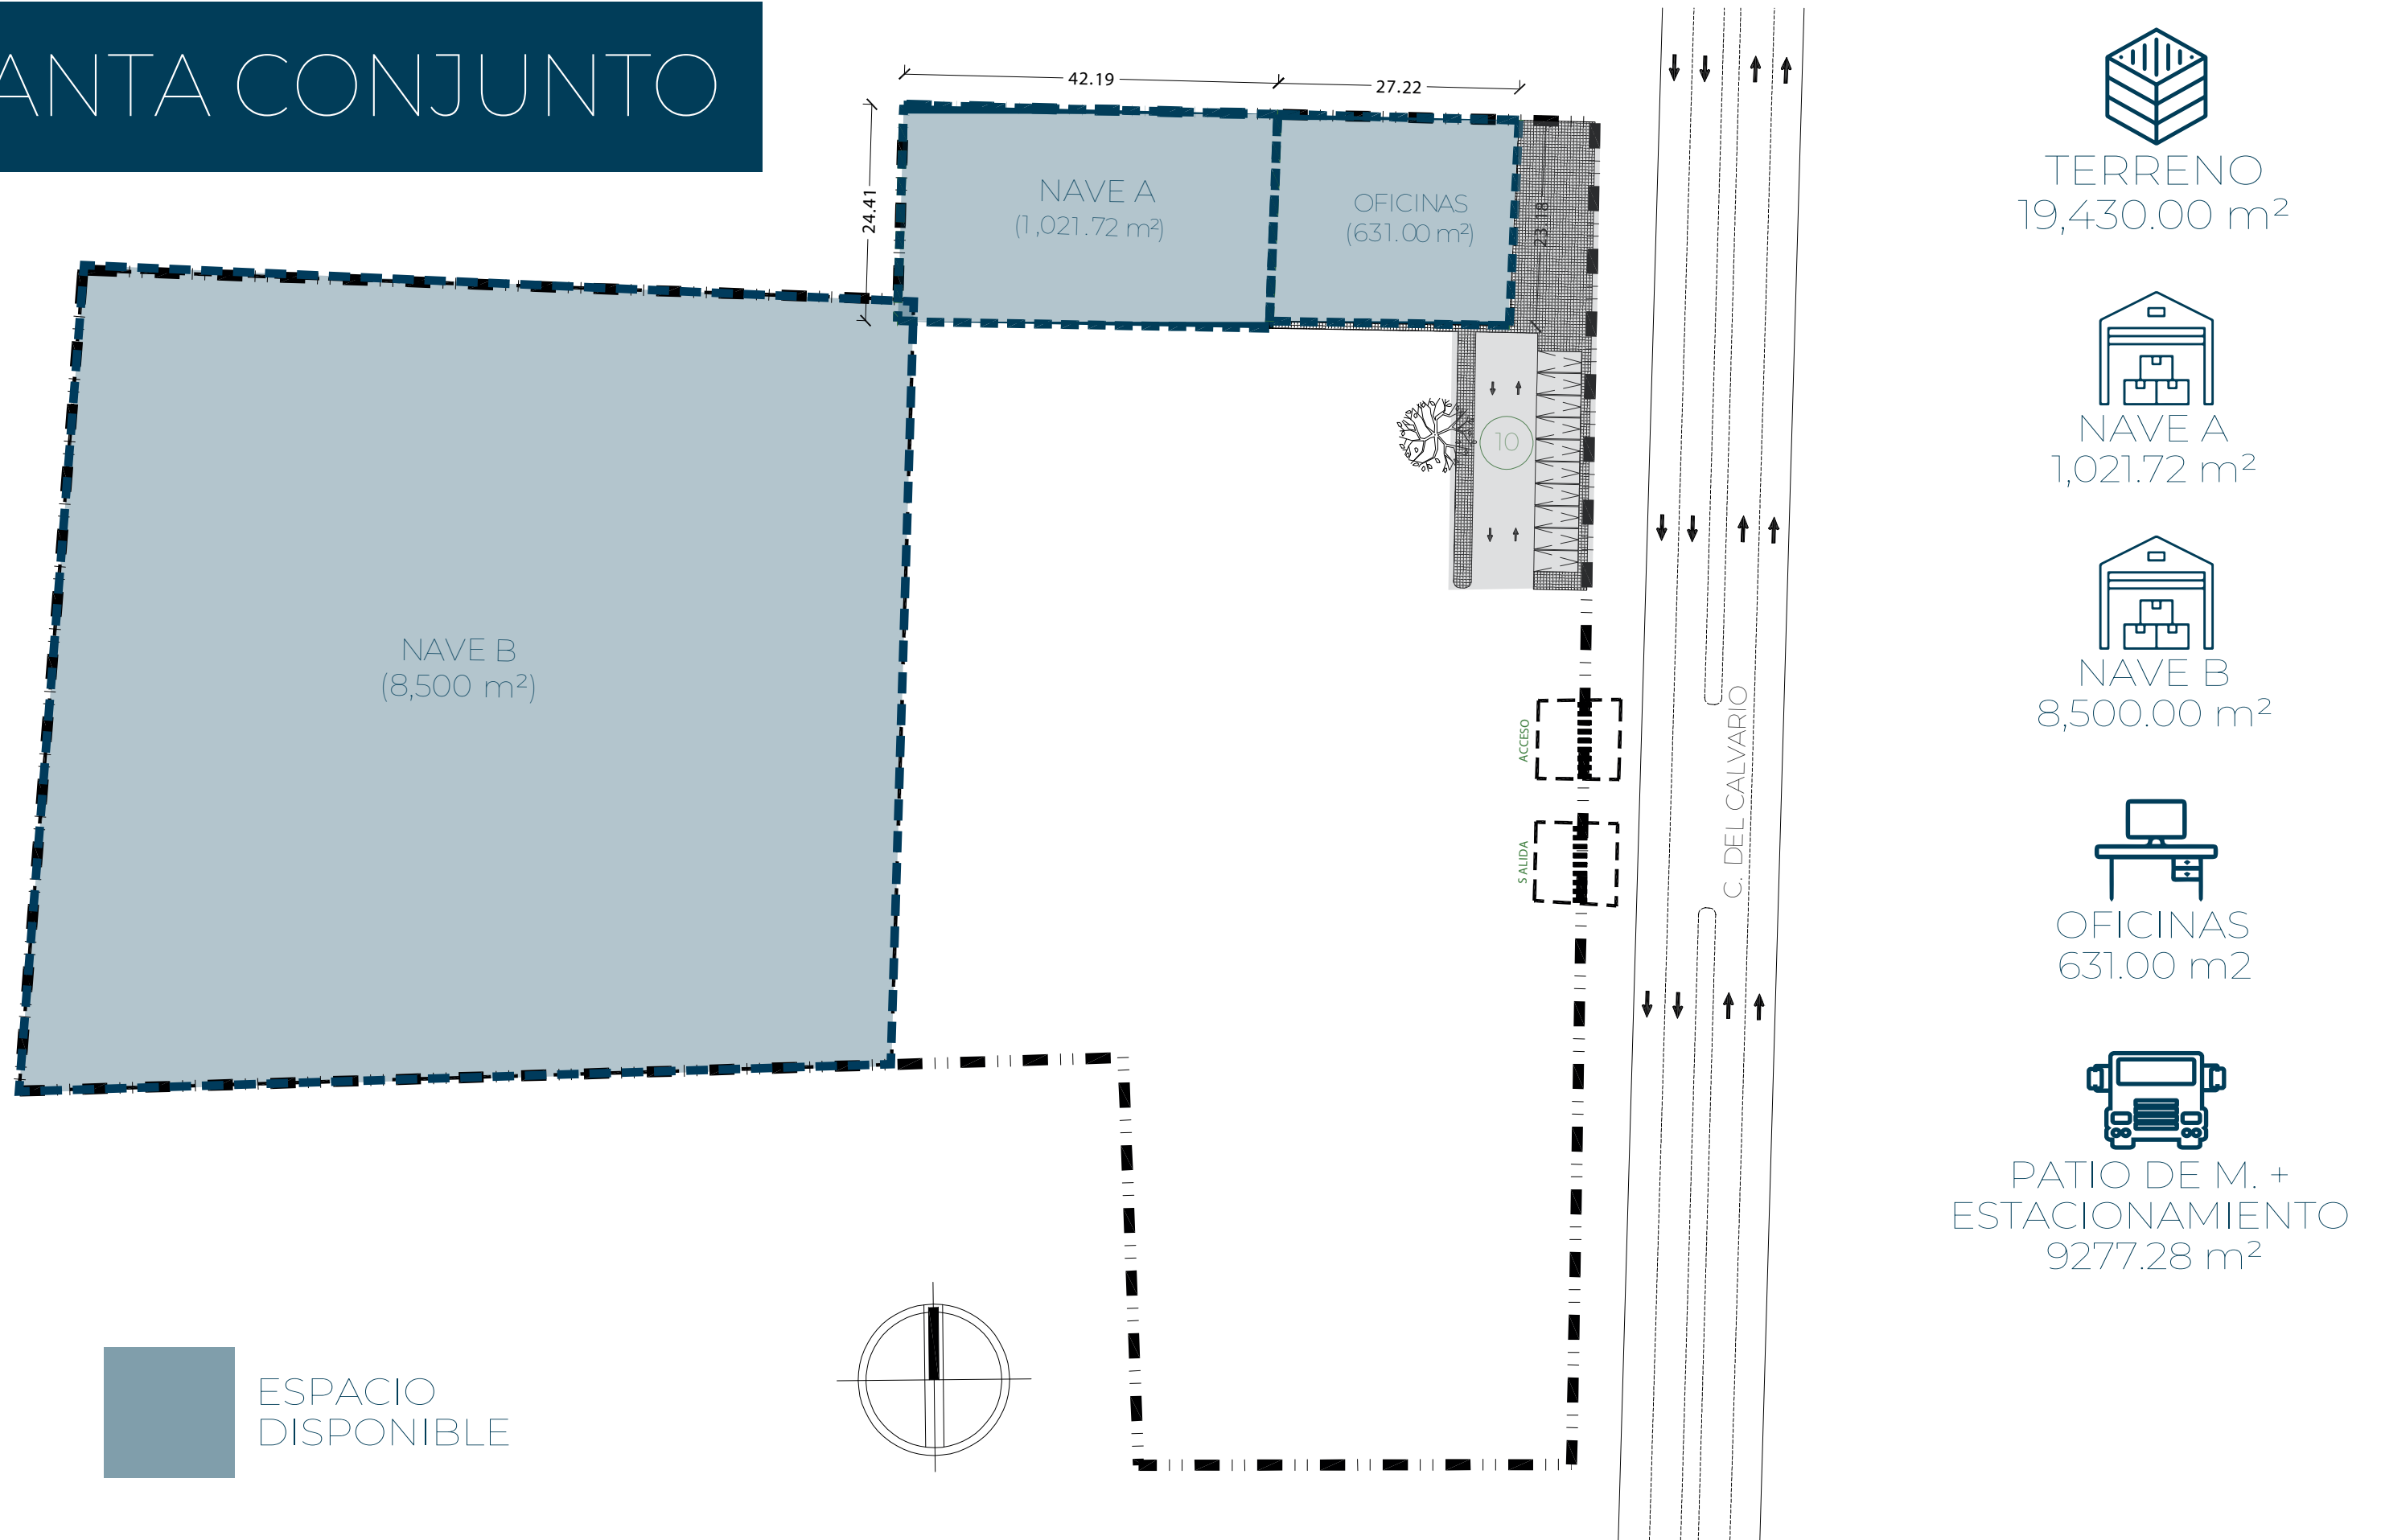 ANTA CONJUNTO
42.19
27.22
24.41
23.18
NAVE A
(1,021.72 m²)
OFICINAS
(631.00 m²)
10
NAVE B
(8,500 m²)
ACCESO
SALIDA
C. DEL CALVARIO
ESPACIO
DISPONIBLE
TERRENO
19,430.00 m²
NAVE A
1,021.72 m²
NAVE B
8,500.00 m²
OFICINAS
631.00 m2
PATIO DE M. +
ESTACIONAMIENTO
9277.28 m²